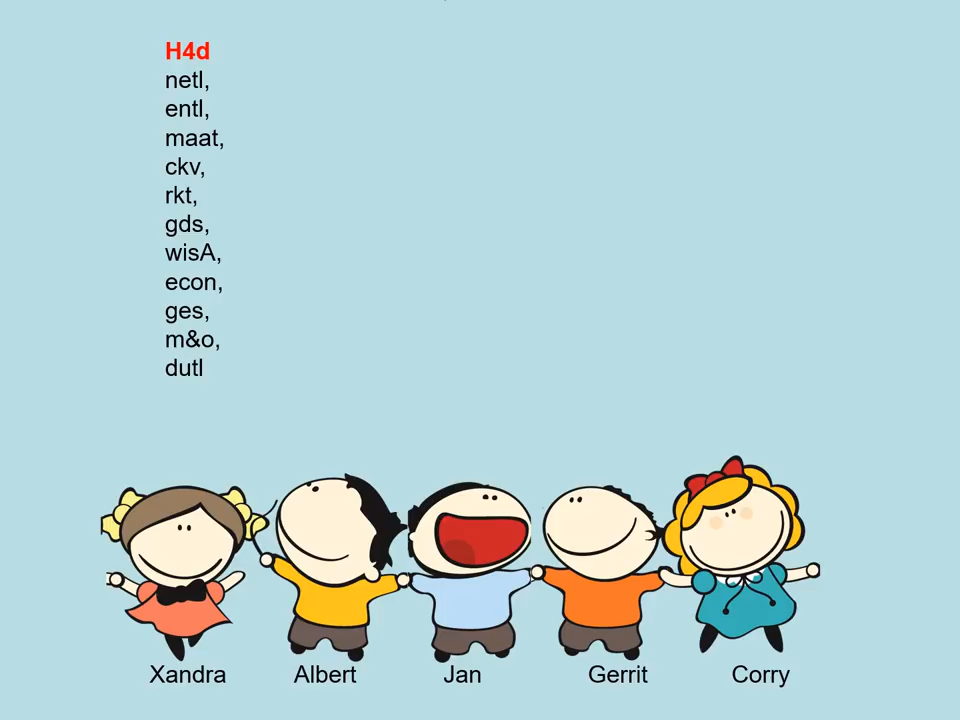 H4d
netl,
entl,
maat,
ckv,
rkt,
gds,
wisA,
econ,
ges,
m&o,
dutl
Xandra Albert Jan Gerrit Corry